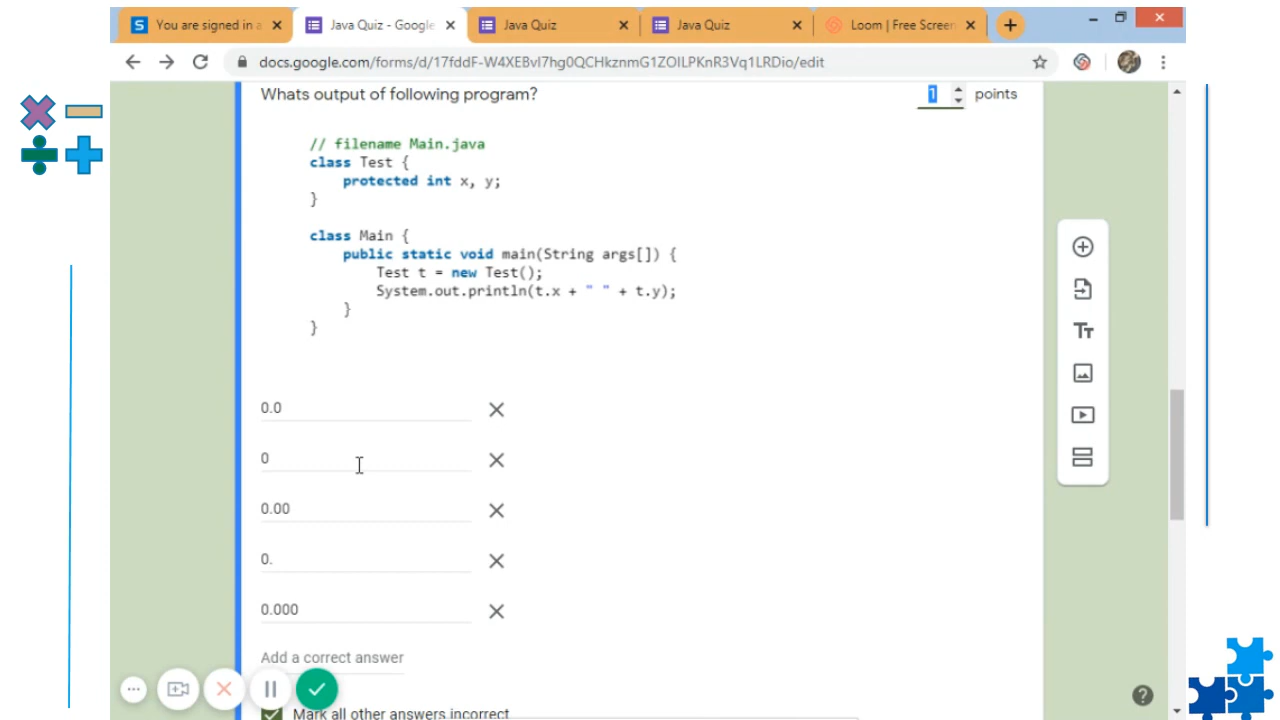 You are signed in a
Java Quiz - Google
Java Quiz
Java Quiz
Loom | Free Screen
docs.google.com/forms/d/17fddF-W4XEBvI7hg0QCHkznmG1ZOILPKnR3Vq1LRDio/edit
Whats output of following program?
1 points
// filename Main.java
class Test {
protected int x, y;
}
class Main {
public static void main(String args[]) {
Test t = new Test();
System.out.println(t.x + " " + t.y);
}
}
0.0
0
0.00
0.
0.000
Add a correct answer
Mark all other answers incorrect